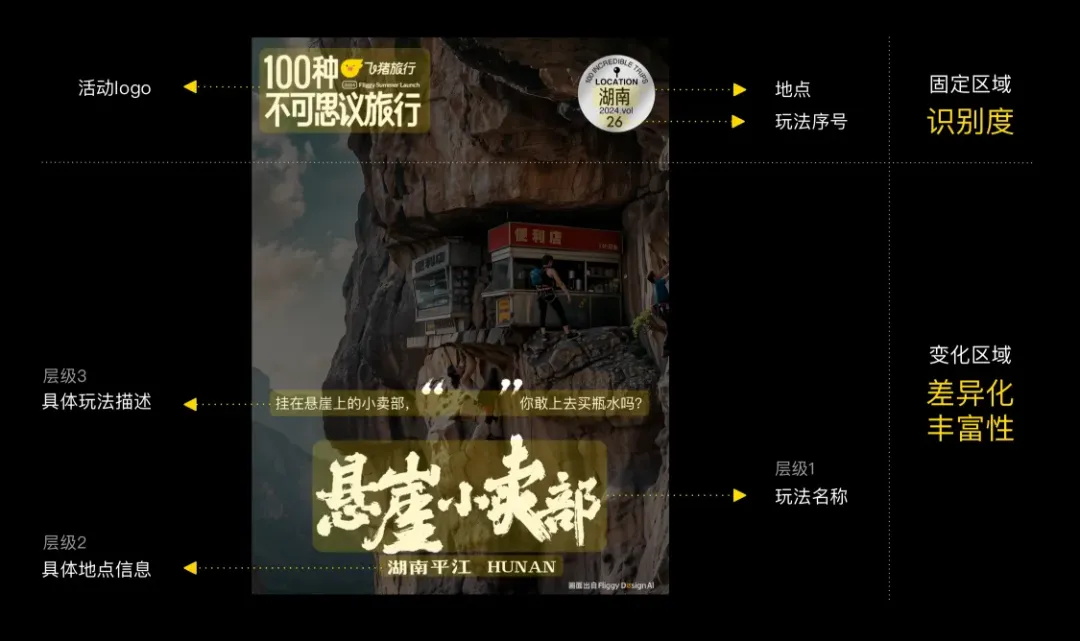 活动logo
100种
飞猪旅行
Fliggy Summer Launch
不可思议旅行
100 INCREDIBLE TRIPS
LOCATION
湖南
2024.vol
26
地点
玩法序号
固定区域
识别度
便利店
层级3
具体玩法描述
“ ”
挂在悬崖上的小卖部，
你敢上去买瓶水吗？
变化区域
差异化
丰富性
悬崖小卖部
层级1
玩法名称
层级2
具体地点信息
湖南平江 HUNAN
画面出自Fliggy Design AI